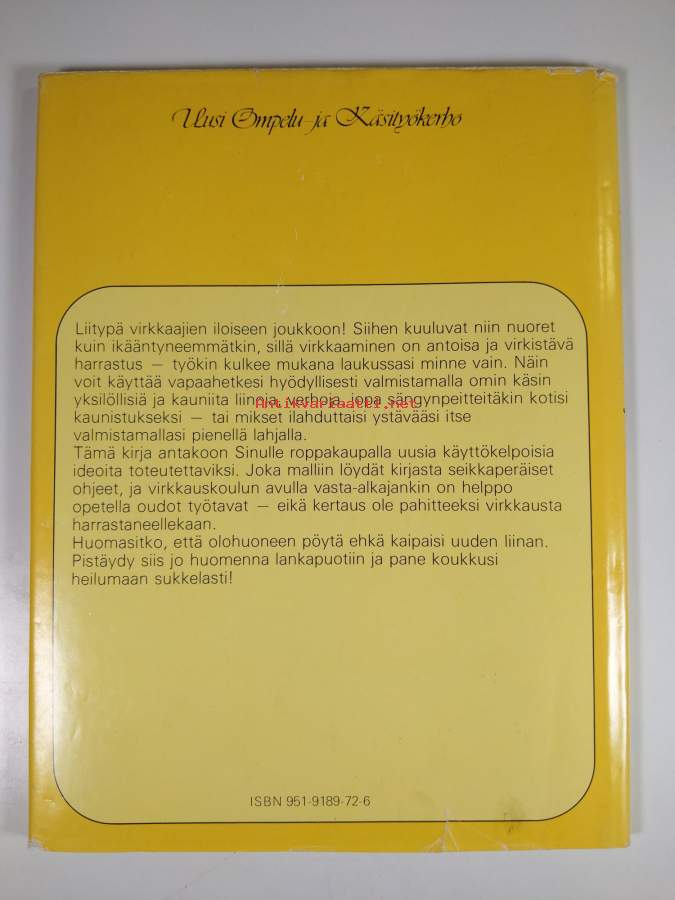 Uusi Ompelu-ja Käsityökerho
Liitypä virkkaajien iloiseen joukkoon! Siihen kuuluvat niin nuoret
kuin ikääntyneemmätkin, sillä virkkaaminen on antoisa ja virkistävä
harrastus — työkin kulkee mukana laukussasi minne vain. Näin
voit käyttää vapaahetkesi hyödyllisesti valmistamalla omin käsin
yksilöllisiä ja kauniita liinoja, verhoja, jopa sängynpeitteitäkin kotisi
Antikvariaatti.net
kaunistukseksi — tai mikset ilahduttaisi ystävääsi itse
valmistamallasi pienellä lahjalla.
Tämä kirja antakoon Sinulle roppakaupalla uusia käyttökelpoisia
ideoita toteutettaviksi. Joka malliin löydät kirjasta seikkaperäiset
ohjeet, ja virkkauskoulun avulla vasta-alkajankin on helppo
opetella oudot työtavat — eikä kertaus ole pahitteeksi virkkausta
harrastaneellekaan.
Huomasitko, että olohuoneen pöytä ehkä kaipaisi uuden liinan.
Pistäydy siis jo huomenna lankapuotiin ja pane koukkusi
heilumaan sukkelasti!
ISBN 951-9189-72-6